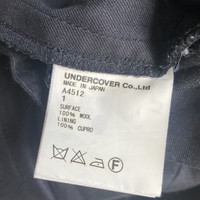 UNDERCOVER Co.,Ltd
MADE IN JAPAN
A4512
1
SURFACE
100% WOOL
LINING
100% CUPRO
F